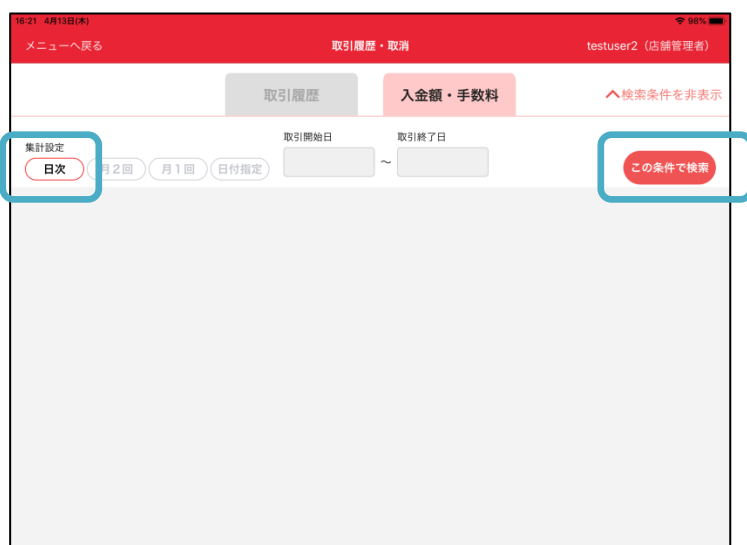 16:21 4月13日(木) 98%
メニューへ戻る 取引履歴・取消 testuser2（店舗管理者）
取引履歴 入金額・手数料 検索条件を非表示
集計設定 取引開始日 取引終了日
日次 月２回 月１回 日付指定 ～ この条件で検索